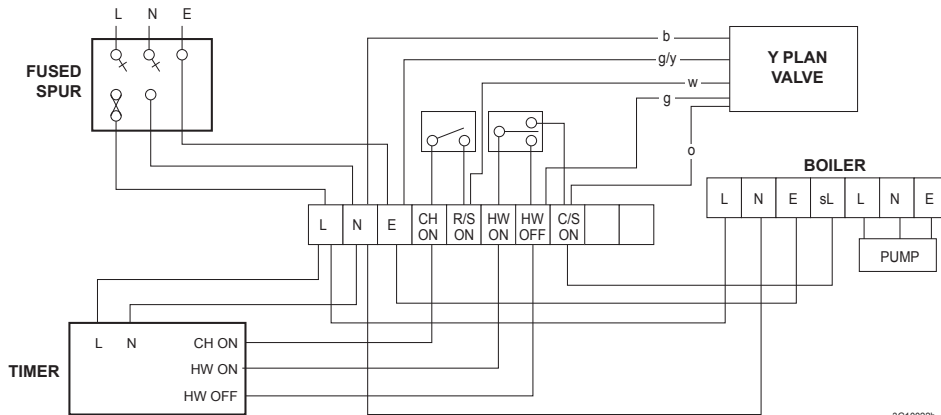 L N E
FUSED
SPUR
b
g/y
w
g
o
Y PLAN
VALVE
BOILER
L N E sL L N E
PUMP
L N E CH
ON R/S
ON HW
ON HW
OFF C/S
ON
TIMER
L N CH ON
HW ON
HW OFF